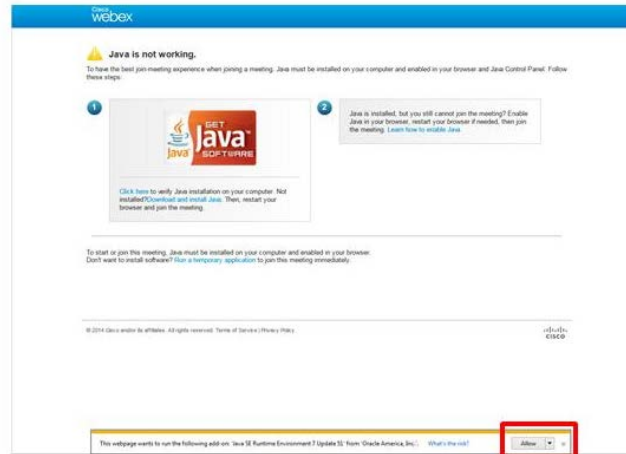 Cisco
webex
Java is not working.
To have the best join-meeting experience when joining a meeting, Java must be installed on your computer and enabled in your browser and Java Control Panel. Follow
these steps:
1
GET
Java™
SOFTWARE
Java
Click here to verify Java installation on your computer. Not
installed?Download and install Java. Then, restart your
browser and join the meeting.
2
Java is installed, but you still cannot join the meeting? Enable
Java in your browser, restart your browser if needed, then join
the meeting. Learn how to enable Java
To start or join this meeting, Java must be installed on your computer and enabled in your browser.
Don't want to install software? Run a temporary application to join this meeting immediately.
© 2014 Cisco and/or its affiliates. All rights reserved. Terms of Service | Privacy Policy
CISCO
This webpage wants to run the following add-on: 'Java SE Runtime Environment 7 Update 51' from 'Oracle America, Inc.'. What's the risk?
Allow